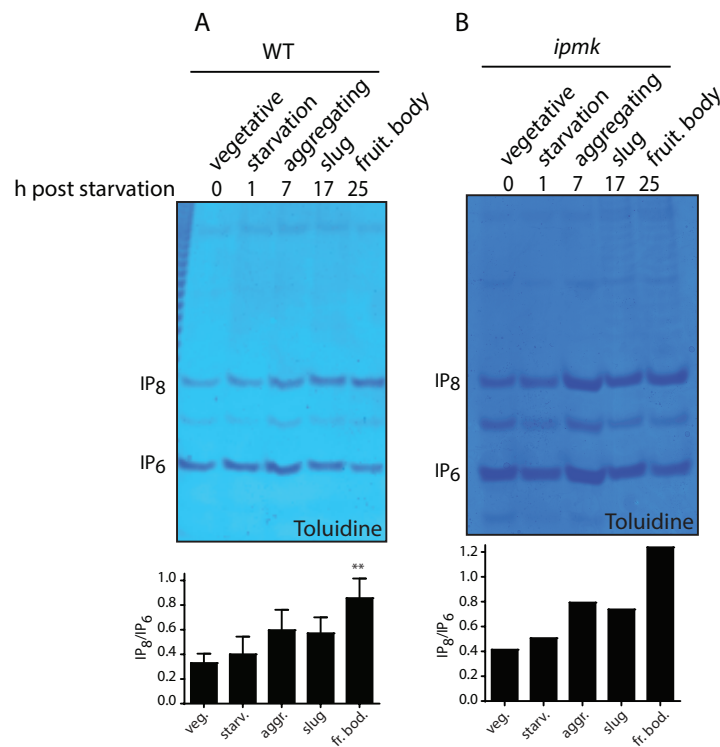 A
B
WT
ipmk
vegetative
starvation
aggregating
slug
fruit. body
vegetative
starvation
aggregating
slug
fruit. body
h post starvation 0 1 7 17 25
0 1 7 17 25
IP8
IP6
Toluidine
IP8
IP6
Toluidine
**
IP8/IP6
1.0
0.8
0.6
0.4
0.2
0.0
veg.
starv.
aggr.
slug
fr. bod.
IP8/IP6
1.2
1.0
0.8
0.6
0.4
0.2
0.0
veg.
starv.
aggr.
slug
fr. bod.